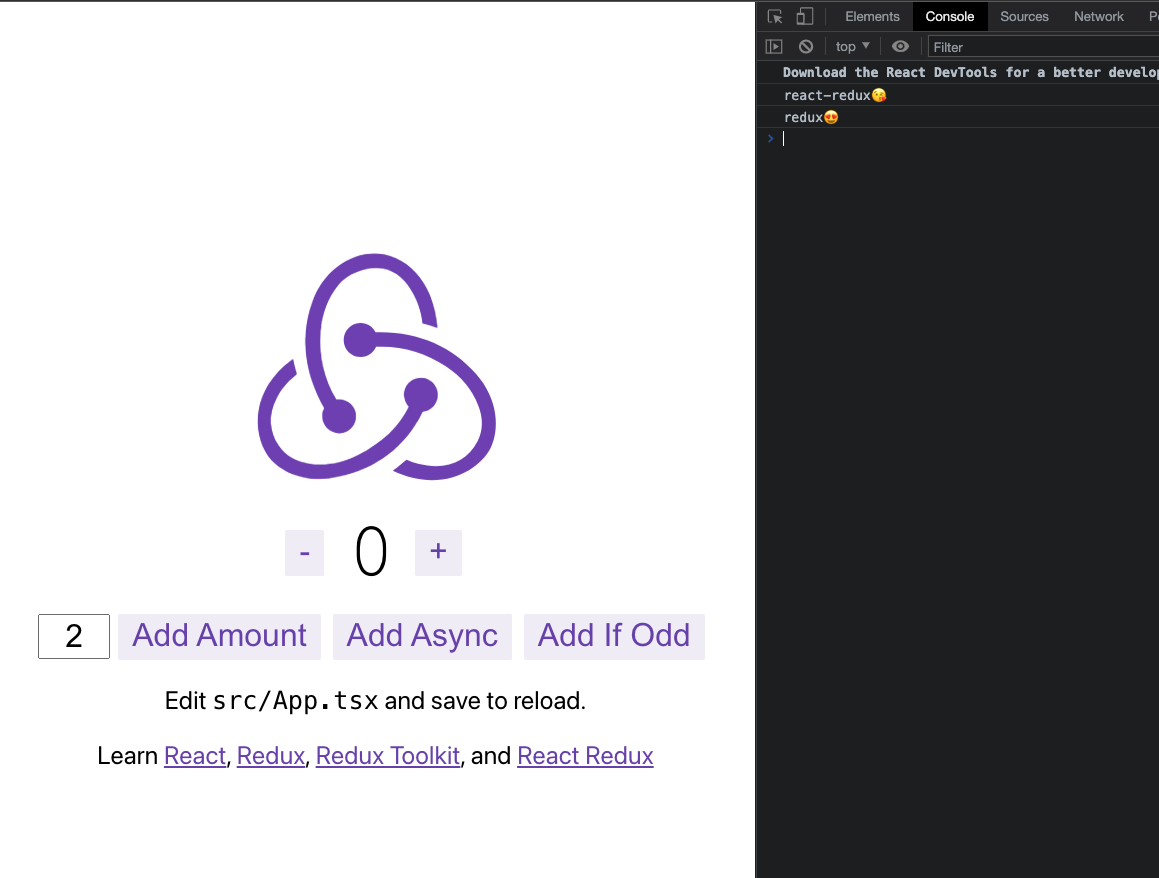 - 0 +
2 Add Amount Add Async Add If Odd
Edit src/App.tsx and save to reload.
Learn React, Redux, Redux Toolkit, and React Redux
Elements Console Sources Network
top ▼ Filter
Download the React DevTools for a better
react-redux😘
redux😍
>